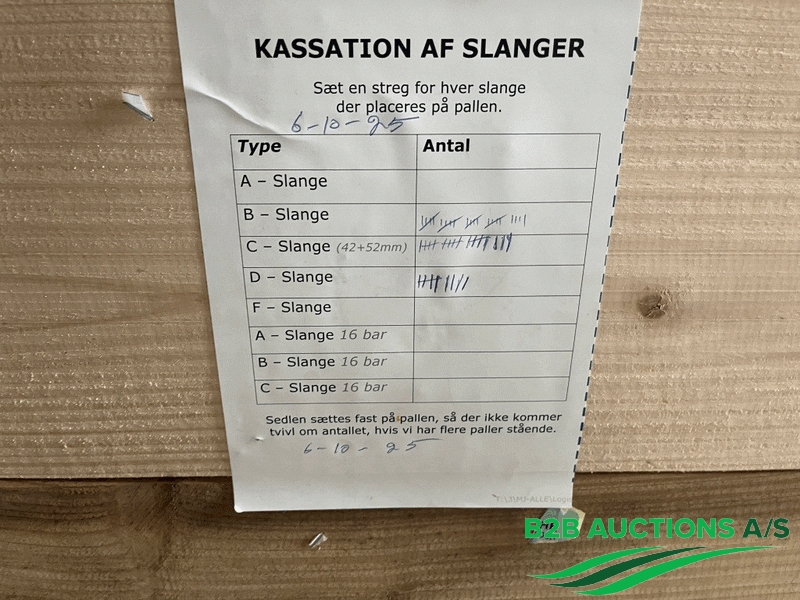 KASSATION AF SLANGER
Sæt en streg for hver slange
der placeres på pallen.
6-10-25
Type Antal
A – Slange
B – Slange
C – Slange (42+52mm)
D – Slange
F – Slange
A – Slange 16 bar
B – Slange 16 bar
C – Slange 16 bar
Sedlen sættes fast på pallen, så der ikke kommer
tvivl om antallet, hvis vi har flere paller stående.
6-10-25
B2B AUCTIONS A/S